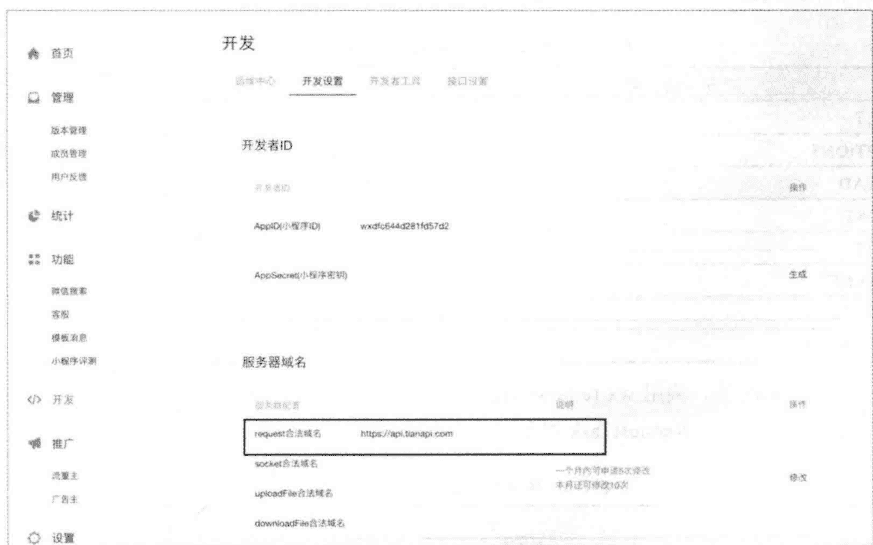 首页
管理
版本管理
成员管理
用户反馈
统计
功能
微信搜索
客服
模板消息
小程序评测
开发
推广
流量主
广告主
设置
开发
运维中心 开发设置 开发者工具 接口设置
开发者ID
开发者ID 操作
AppID(小程序ID) wxdfc644d281fd57d2
AppSecret(小程序密钥) 生成
服务器域名
服务器配置 说明 操作
request合法域名 https://api.tianapi.com
socket合法域名
一个月内可申请5次修改
本月还可修改10次
修改
uploadFile合法域名
downloadFile合法域名